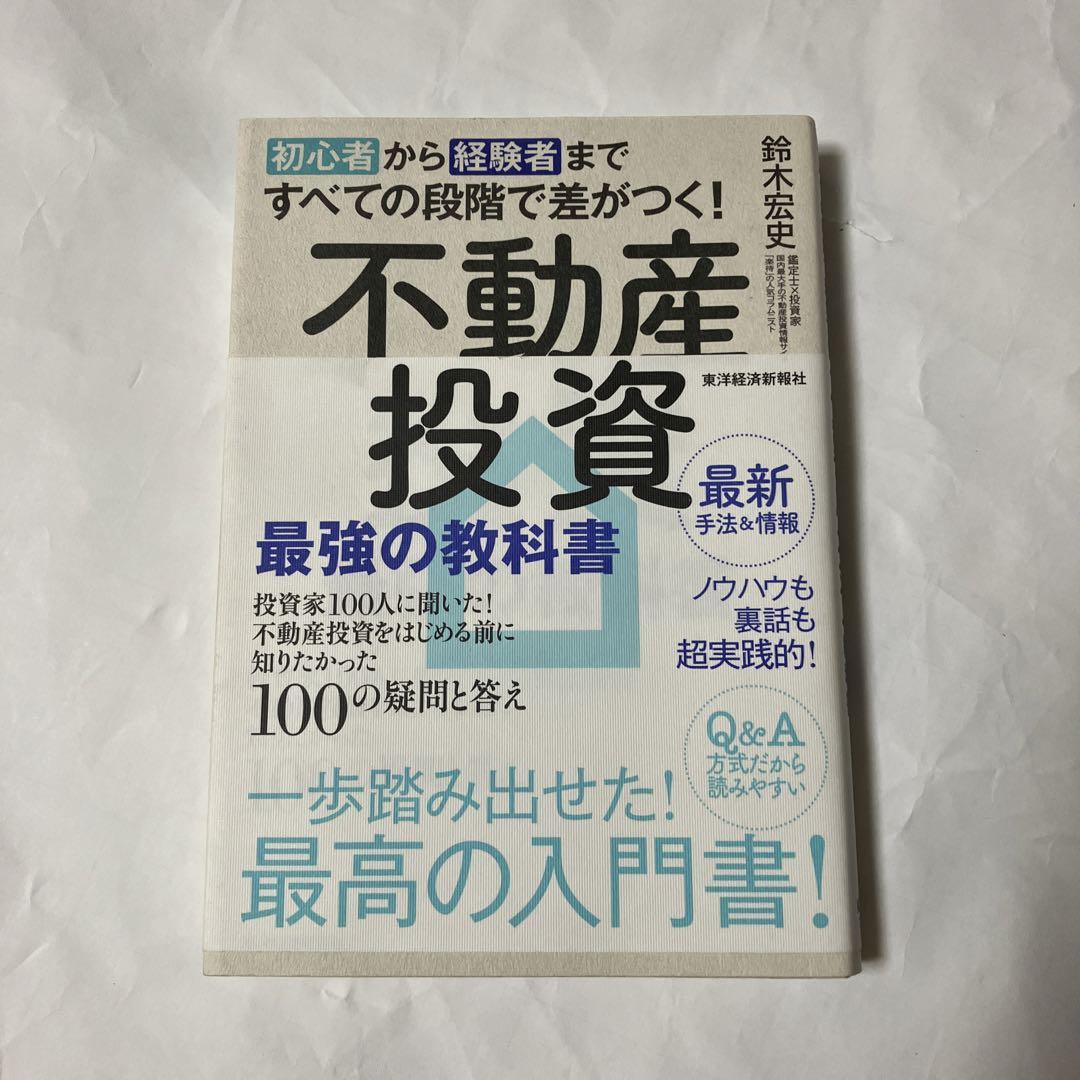 初心者から経験者まで
すべての段階で差がつく!
不動産
投資
最強の教科書
鈴木宏史
鑑定士×投資家
国内最大手の不動産投資情報サイ
「楽待」の人気コラムニスト
東洋経済新報社
投資家100人に聞いた!
不動産投資をはじめる前に
知りたかった
100の疑問と答え
最新
手法&情報
ノウハウも
裏話も
超実践的!
Q&A
方式だから
読みやすい
一歩踏み出せた!
最高の入門書!